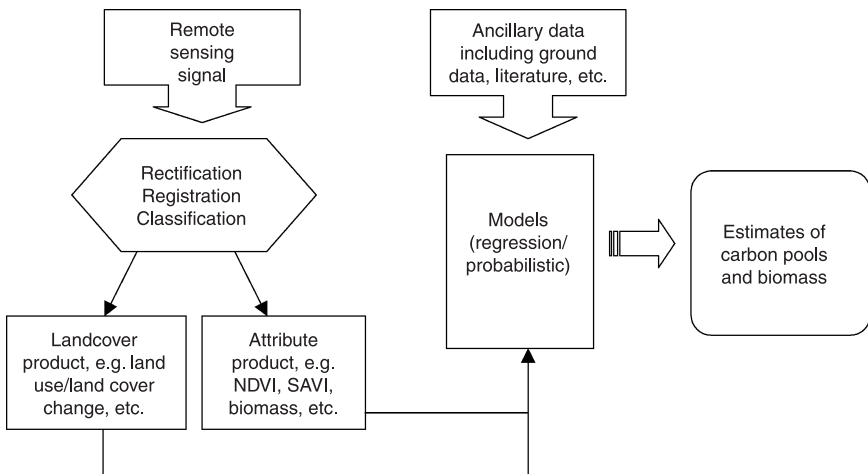 Remote
sensing
signal
Ancillary data
including ground
data, literature, etc.
Rectification
Registration
Classification
Models
(regression/
probabilistic)
Estimates of
carbon pools
and biomass
Landcover
product, e.g. land
use/land cover
change, etc.
Attribute
product, e.g.
NDVI, SAVI,
biomass, etc.